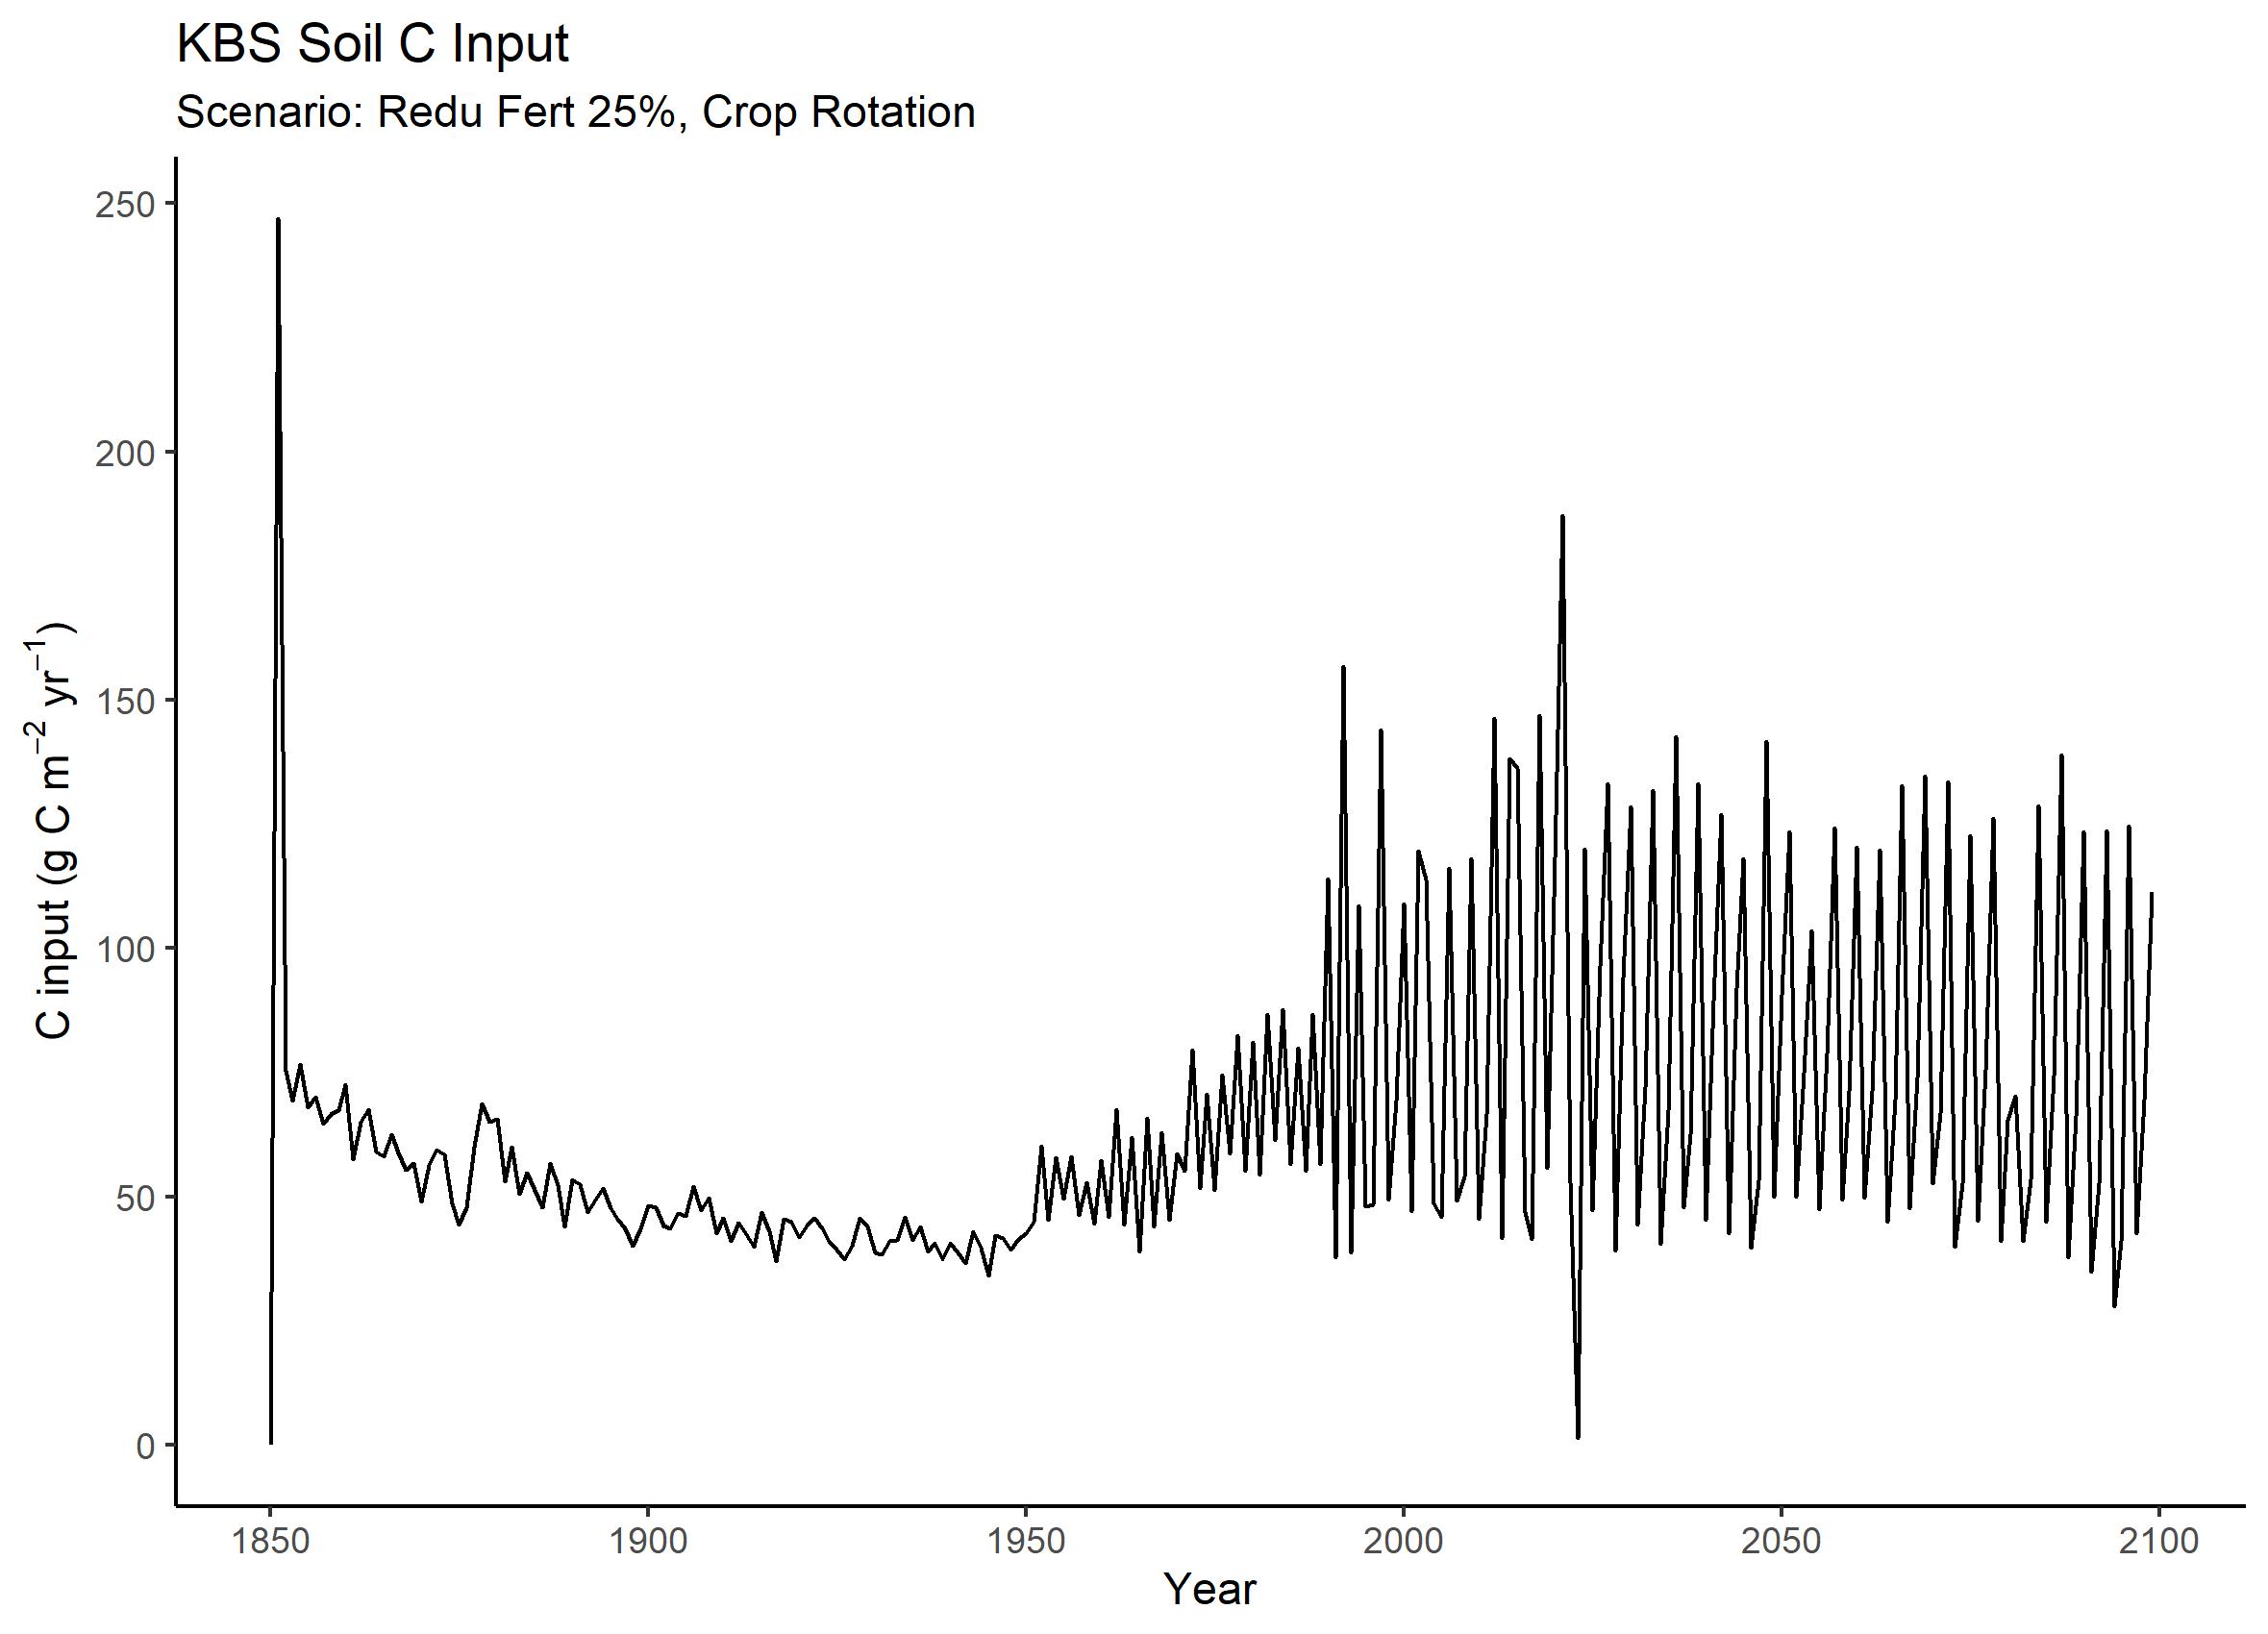 KBS Soil C Input
Scenario: Redu Fert 25%, Crop Rotation
250
200
150
100
50
0
C input (g C m⁻² yr⁻¹)
1850 1900 1950 2000 2050 2100
Year